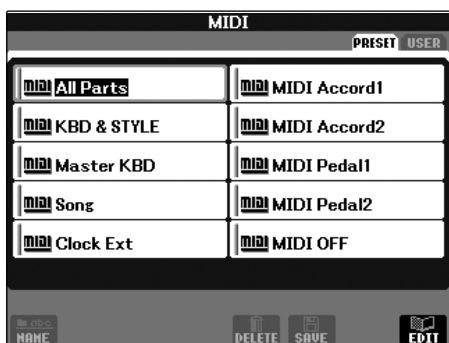 MIDI
PRESET USER
MIDI All Parts MIDI MIDI Accord1
MIDI KBD & STYLE MIDI MIDI Accord2
MIDI Master KBD MIDI MIDI Pedal1
MIDI Song MIDI MIDI Pedal2
MIDI Clock Ext MIDI MIDI OFF
abc
NAME DELETE SAVE EDIT